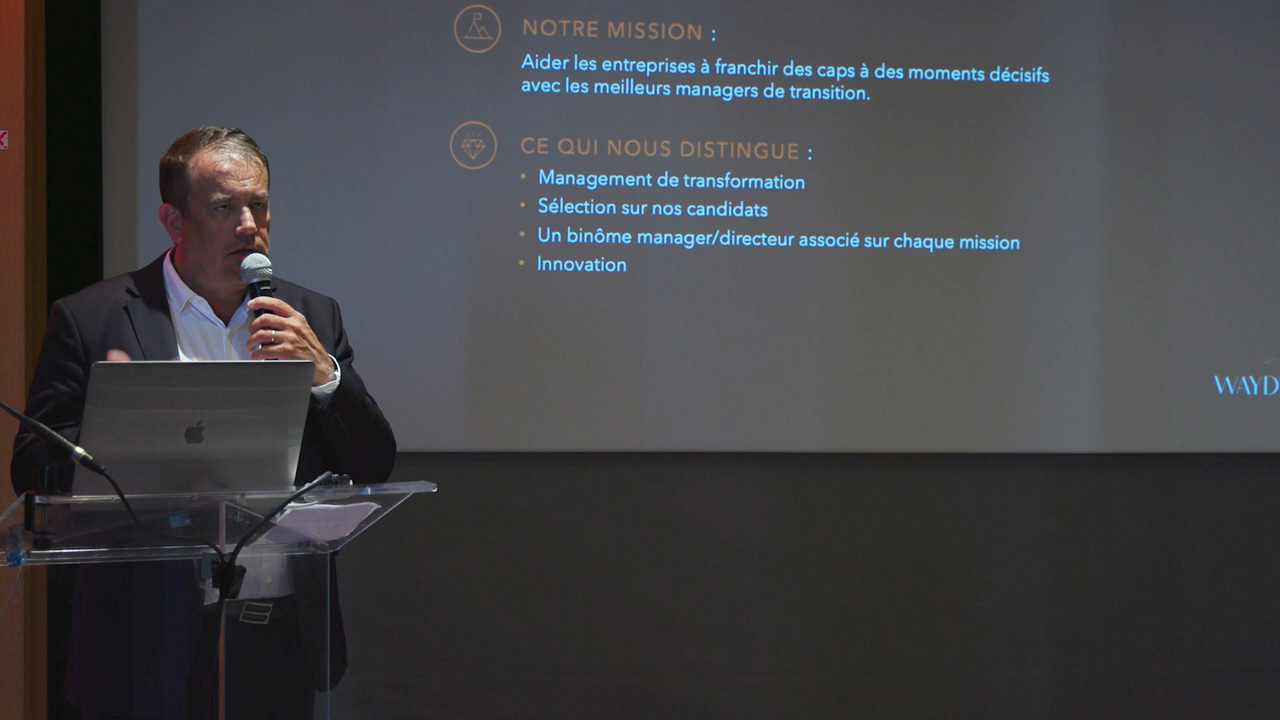 NOTRE MISSION :
Aider les entreprises à franchir des caps à des moments décisifs
avec les meilleurs managers de transition.
CE QUI NOUS DISTINGUE :
• Management de transformation
• Sélection sur nos candidats
• Un binôme manager/directeur associé sur chaque mission
• Innovation
WAYD